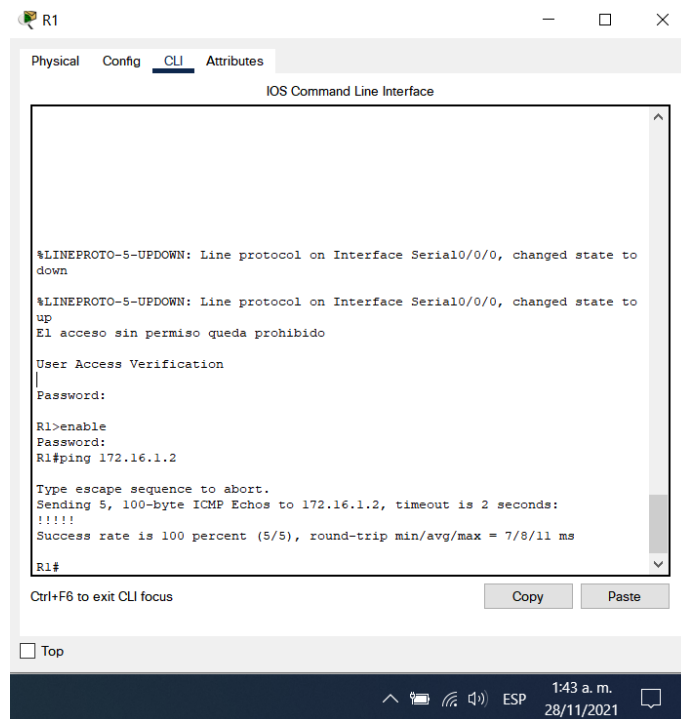 R1
Physical Config CLI Attributes
IOS Command Line Interface
%LINEPROTO-5-UPDOWN: Line protocol on Interface Serial0/0/0, changed state to
down
%LINEPROTO-5-UPDOWN: Line protocol on Interface Serial0/0/0, changed state to
up
El acceso sin permiso queda prohibido
User Access Verification
Password:
R1>enable
Password:
R1#ping 172.16.1.2
Type escape sequence to abort.
Sending 5, 100-byte ICMP Echos to 172.16.1.2, timeout is 2 seconds:
!!!!!
Success rate is 100 percent (5/5), round-trip min/avg/max = 7/8/11 ms
R1#
Ctrl+F6 to exit CLI focus
Copy
Paste
Top
ESP
1:43 a. m.
28/11/2021